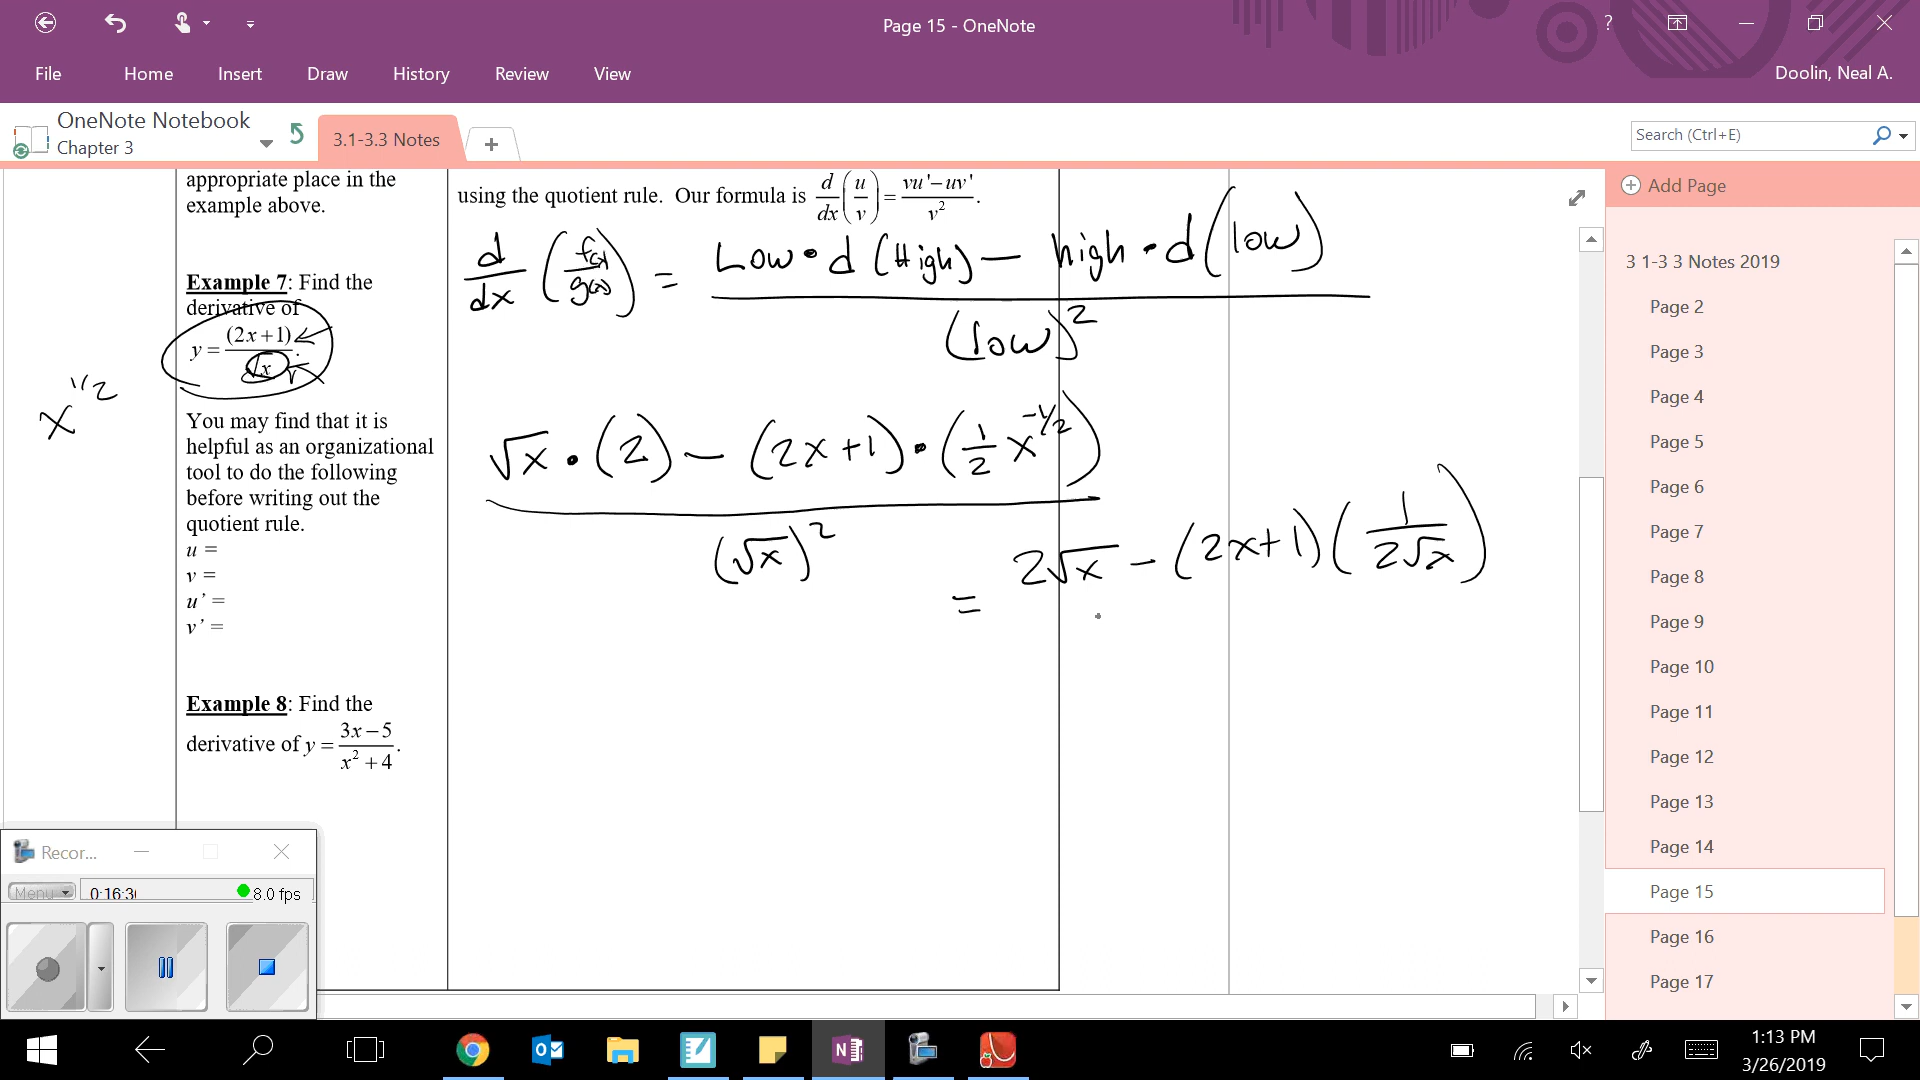 Page 15 - OneNote
?
File Home Insert Draw History Review View
Doolin, Neal A.
OneNote Notebook
Chapter 3
3.1-3.3 Notes
+
Search (Ctrl+E)
appropriate place in the
example above.
Example 7: Find the
derivative of
y = (2x+1)/√x.
x^1/2
You may find that it is
helpful as an organizational
tool to do the following
before writing out the
quotient rule.
u =
v =
u' =
v' =
Example 8: Find the
derivative of y = (3x−5)/(x²+4).
using the quotient rule. Our formula is d/dx (u/v) = (vu'−uv')/v².
d/dx (f(x)/g(x)) = (Low • d(High) − high • d(low))/(low)²
(√x • (2) − (2x+1) • (1/2 x^-1/2))/(√x)²
= 2√x − (2x+1)(1/(2√x))
Add Page
3 1-3 3 Notes 2019
Page 2
Page 3
Page 4
Page 5
Page 6
Page 7
Page 8
Page 9
Page 10
Page 11
Page 12
Page 13
Page 14
Page 15
Page 16
Page 17
Recor...
Menu
0:16:3
8.0 fps
1:13 PM
3/26/2019